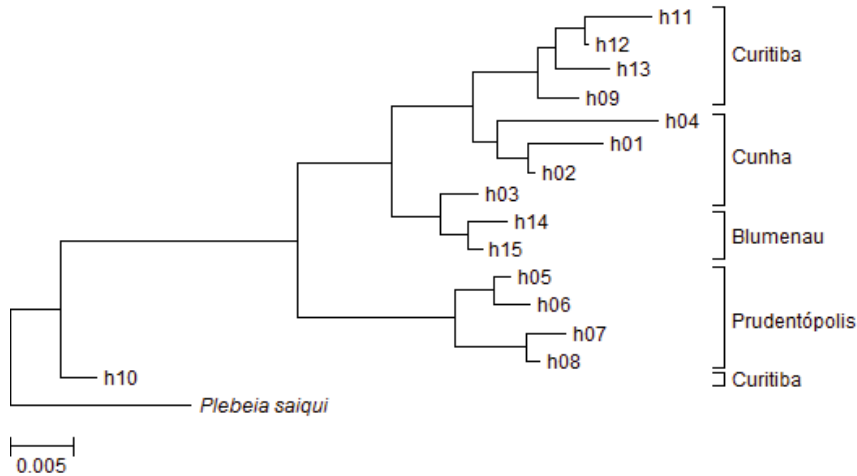 h11
h12
h13
h09
Curitiba
h04
h01
h02
Cunha
h03
h14
h15
Blumenau
h05
h06
h07
h08
Prudentópolis
h10
Curitiba
Plebeia saiqui
0.005